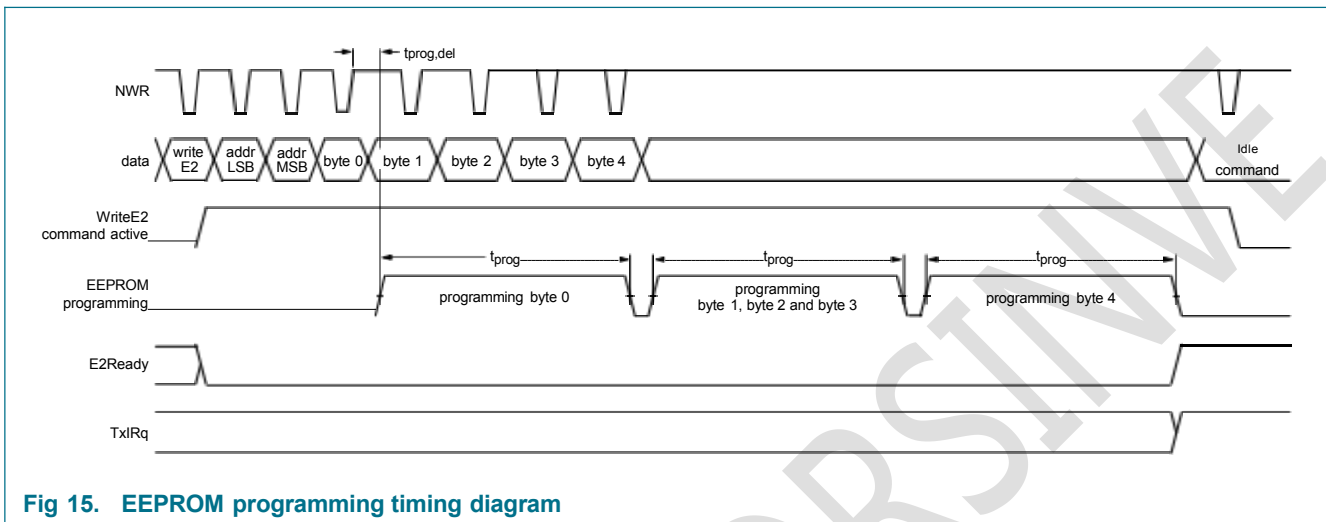 tprog,del
NWR
data
write E2
addr LSB
addr MSB
byte 0
byte 1
byte 2
byte 3
byte 4
Idle
command
WriteE2
command active
tprog
tprog
tprog
EEPROM
programming
programming byte 0
programming
byte 1, byte 2 and byte 3
programming byte 4
E2Ready
TxIRq
Fig 15. EEPROM programming timing diagram
ORSINVE